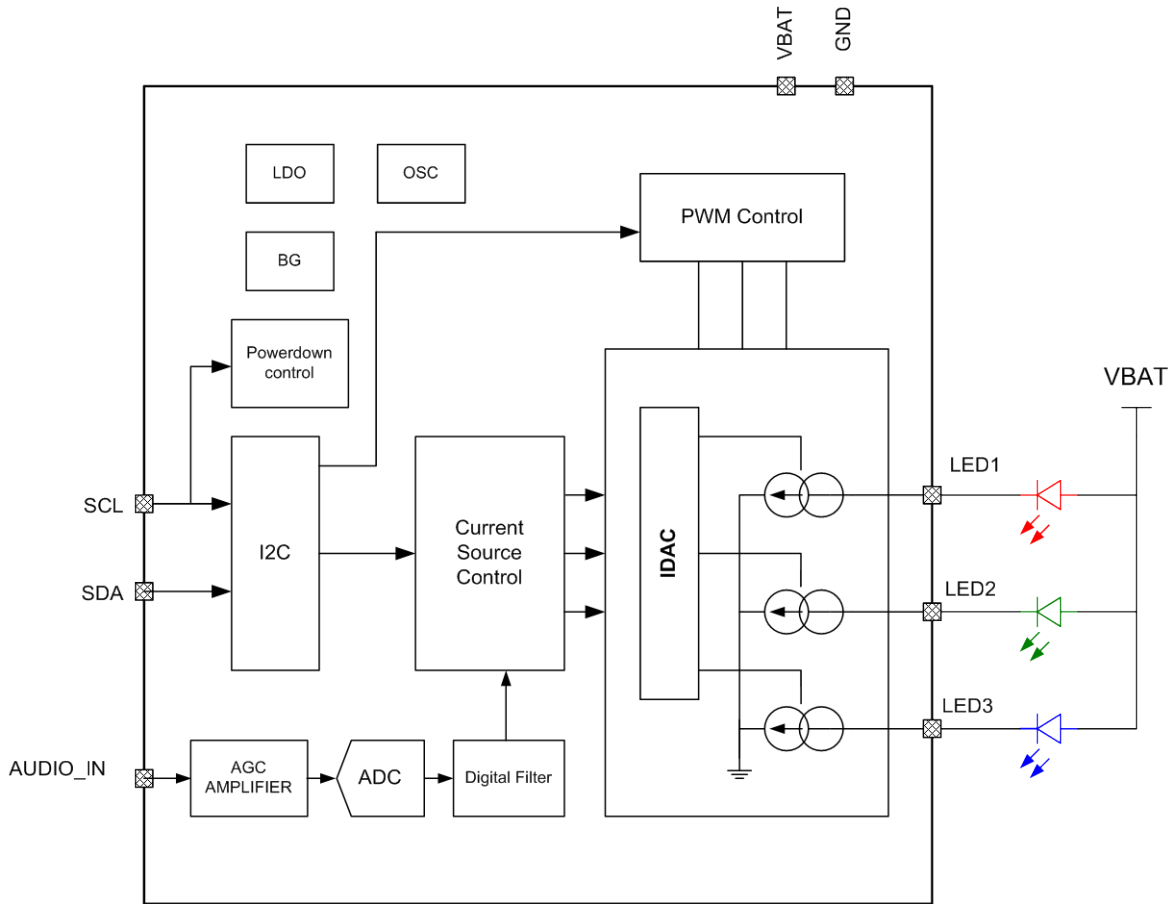 VBAT
GND
LDO
OSC
PWM Control
BG
Powerdown
control
VBAT
LED1
SCL
I2C
Current
Source
Control
IDAC
SDA
LED2
LED3
AUDIO_IN
AGC
AMPLIFIER
ADC
Digital Filter